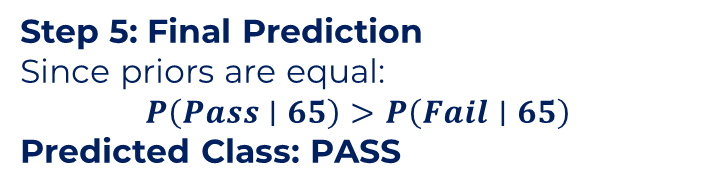 Step 5: Final Prediction
Since priors are equal:
P(Pass | 65) > P(Fail | 65)
Predicted Class: PASS